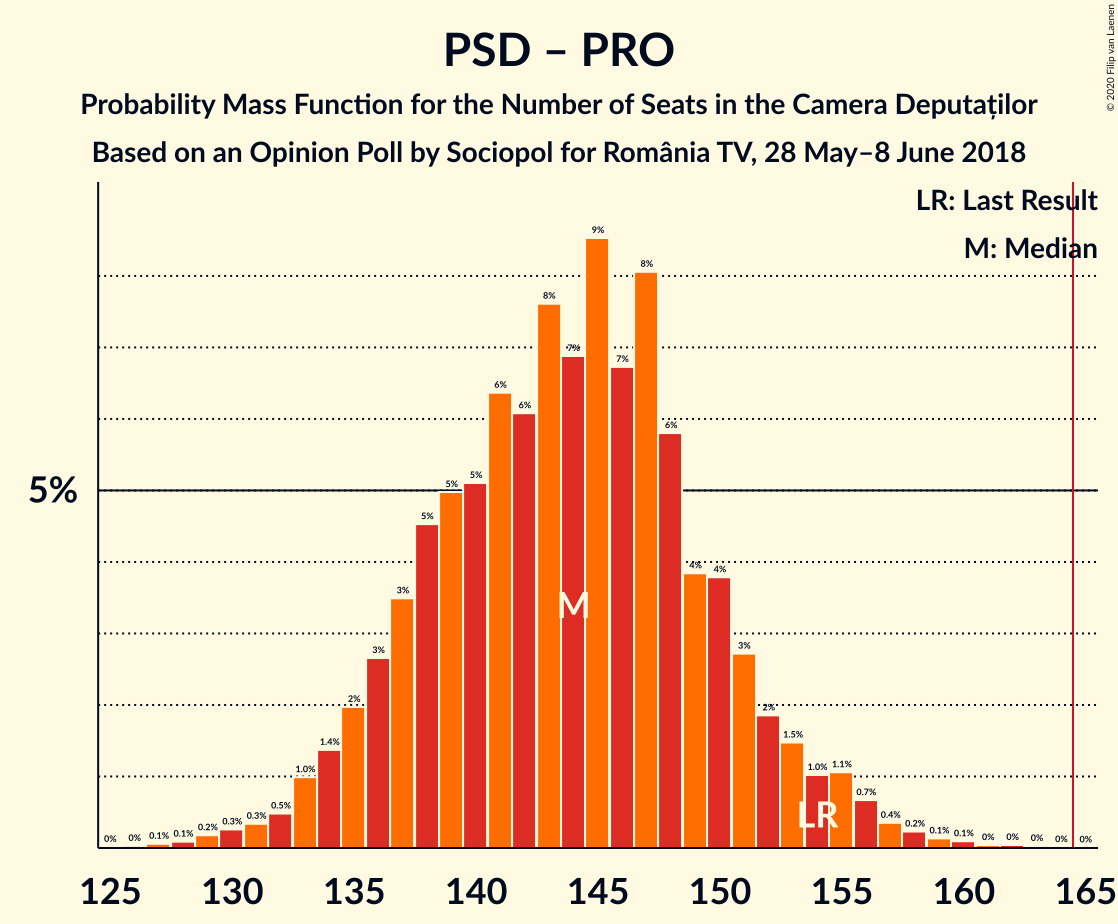 PSD – PRO
Probability Mass Function for the Number of Seats in the Camera Deputaților
Based on an Opinion Poll by Sociopol for România TV, 28 May–8 June 2018
© 2020 Filip van Laenen
LR: Last Result
M: Median
5%
0% 0% 0.1% 0.1% 0.2% 0.3% 0.3% 0.5% 1.0% 1.4% 2% 3% 3% 5% 5% 5% 6% 6% 8% 7% 9% 7% 8% 6% 4% 4% 3% 2% 1.5% 1.0% 1.1% 0.7% 0.4% 0.2% 0.1% 0.1% 0% 0% 0% 0% 0%
M
LR
125 130 135 140 145 150 155 160 165